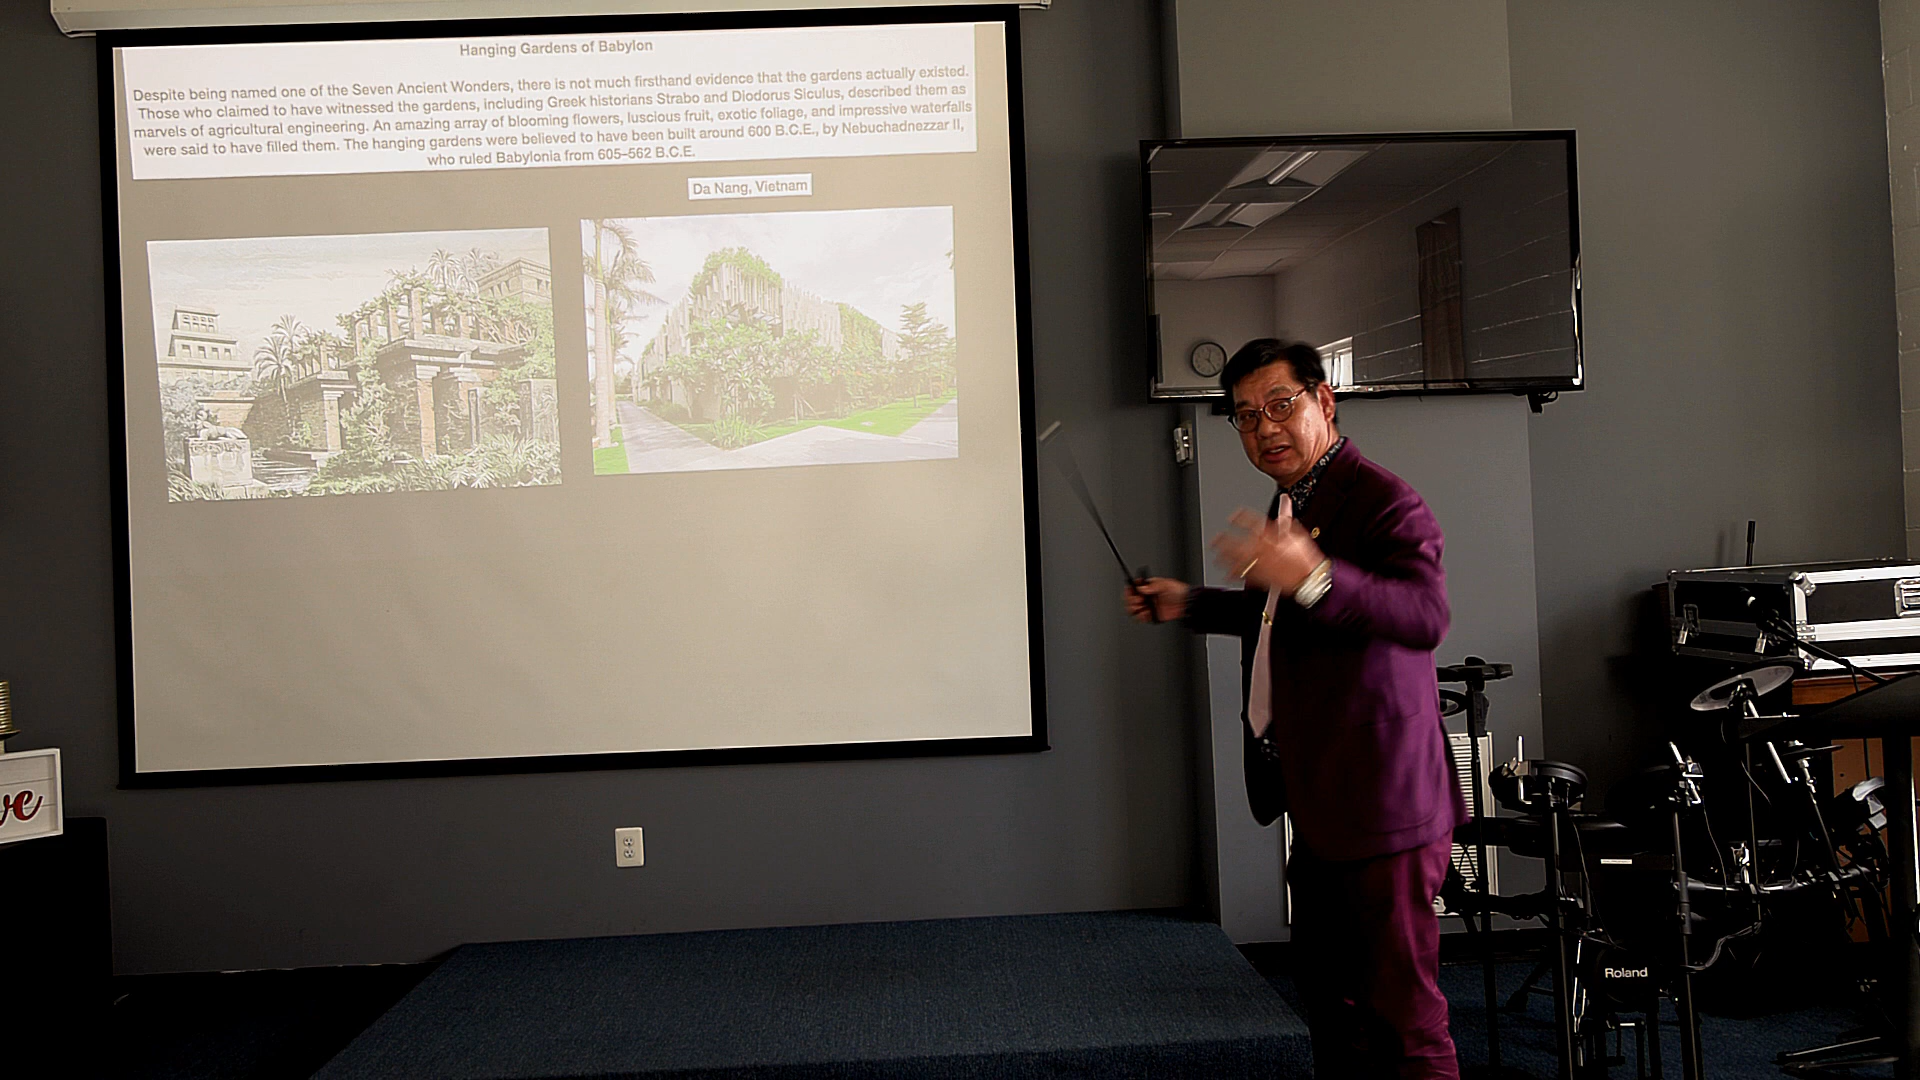 Hanging Gardens of Babylon
Despite being named one of the Seven Ancient Wonders, there is not much firsthand evidence that the gardens actually existed.
Those who claimed to have witnessed the gardens, including Greek historians Strabo and Diodorus Siculus, described them as
marvels of agricultural engineering. An amazing array of blooming flowers, luscious fruit, exotic foliage, and impressive waterfalls
were said to have filled them. The hanging gardens were believed to have been built around 600 B.C.E., by Nebuchadnezzar II,
who ruled Babylonia from 605–562 B.C.E.
Da Nang, Vietnam
ve
Roland